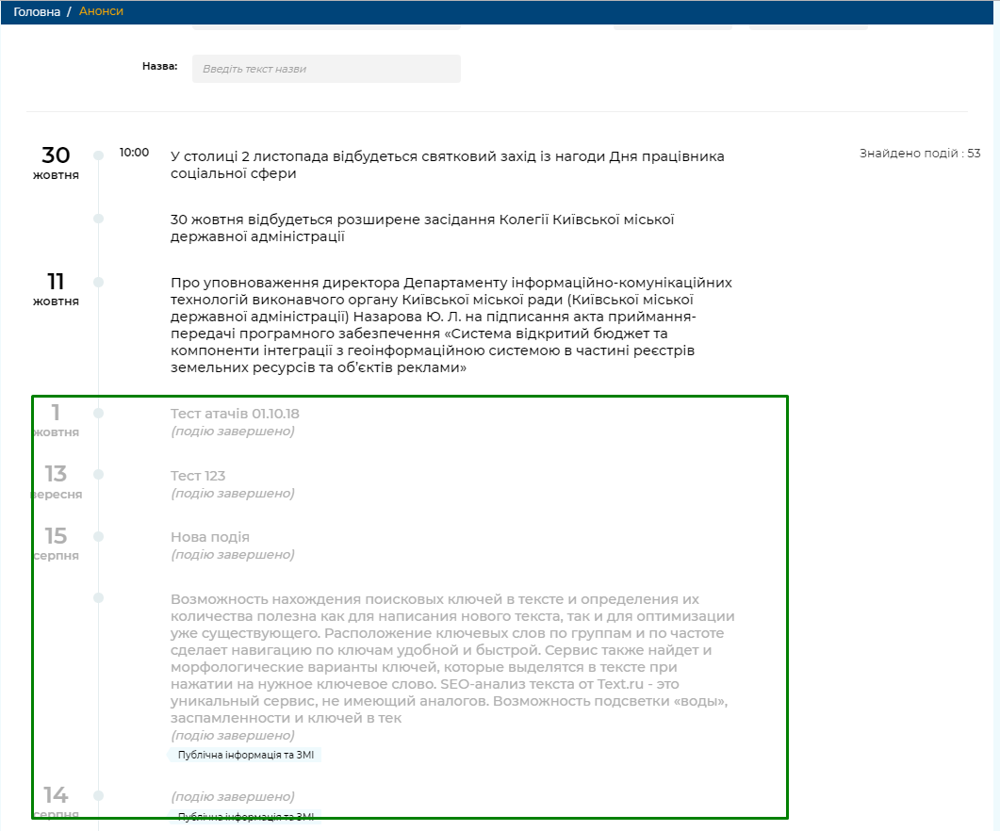 Головна / Анонси
Назва: Введіть текст назви
30 жовтня
10:00
У столиці 2 листопада відбудеться святковий захід із нагоди Дня працівника
соціальної сфери
Знайдено подій : 53
30 жовтня відбудеться розширене засідання Колегії Київської міської
державної адміністрації
11 жовтня
Про уповноваження директора Департаменту інформаційно-комунікаційних
технологій виконавчого органу Київської міської ради (Київської міської
державної адміністрації) Назарова Ю. Л. на підписання акта приймання-
передачі програмного забезпечення «Система відкритий бюджет та
компоненти інтеграції з геоінформаційною системою в частині реєстрів
земельних ресурсів та об’єктів реклами»
1 жовтня
Тест атачів 01.10.18
(подію завершено)
13 вересня
Тест 123
(подію завершено)
15 серпня
Нова подія
(подію завершено)
Возможность нахождения поисковых ключей в тексте и определения их
количества полезна как для написания нового текста, так и для оптимизации
уже существующего. Расположение ключевых слов по группам и по частоте
сделает навигацию по ключам удобной и быстрой. Сервис также найдет и
морфологические варианты ключей, которые выделятся в тексте при
нажатии на нужное ключевое слово. SEO-анализ текста от Text.ru - это
уникальный сервис, не имеющий аналогов. Возможность подсветки «воды»,
заспамленности и ключей в тек
(подію завершено)
Публічна інформація та ЗМІ
14 серпня
(подію завершено)
Публічна інформація та ЗМІ